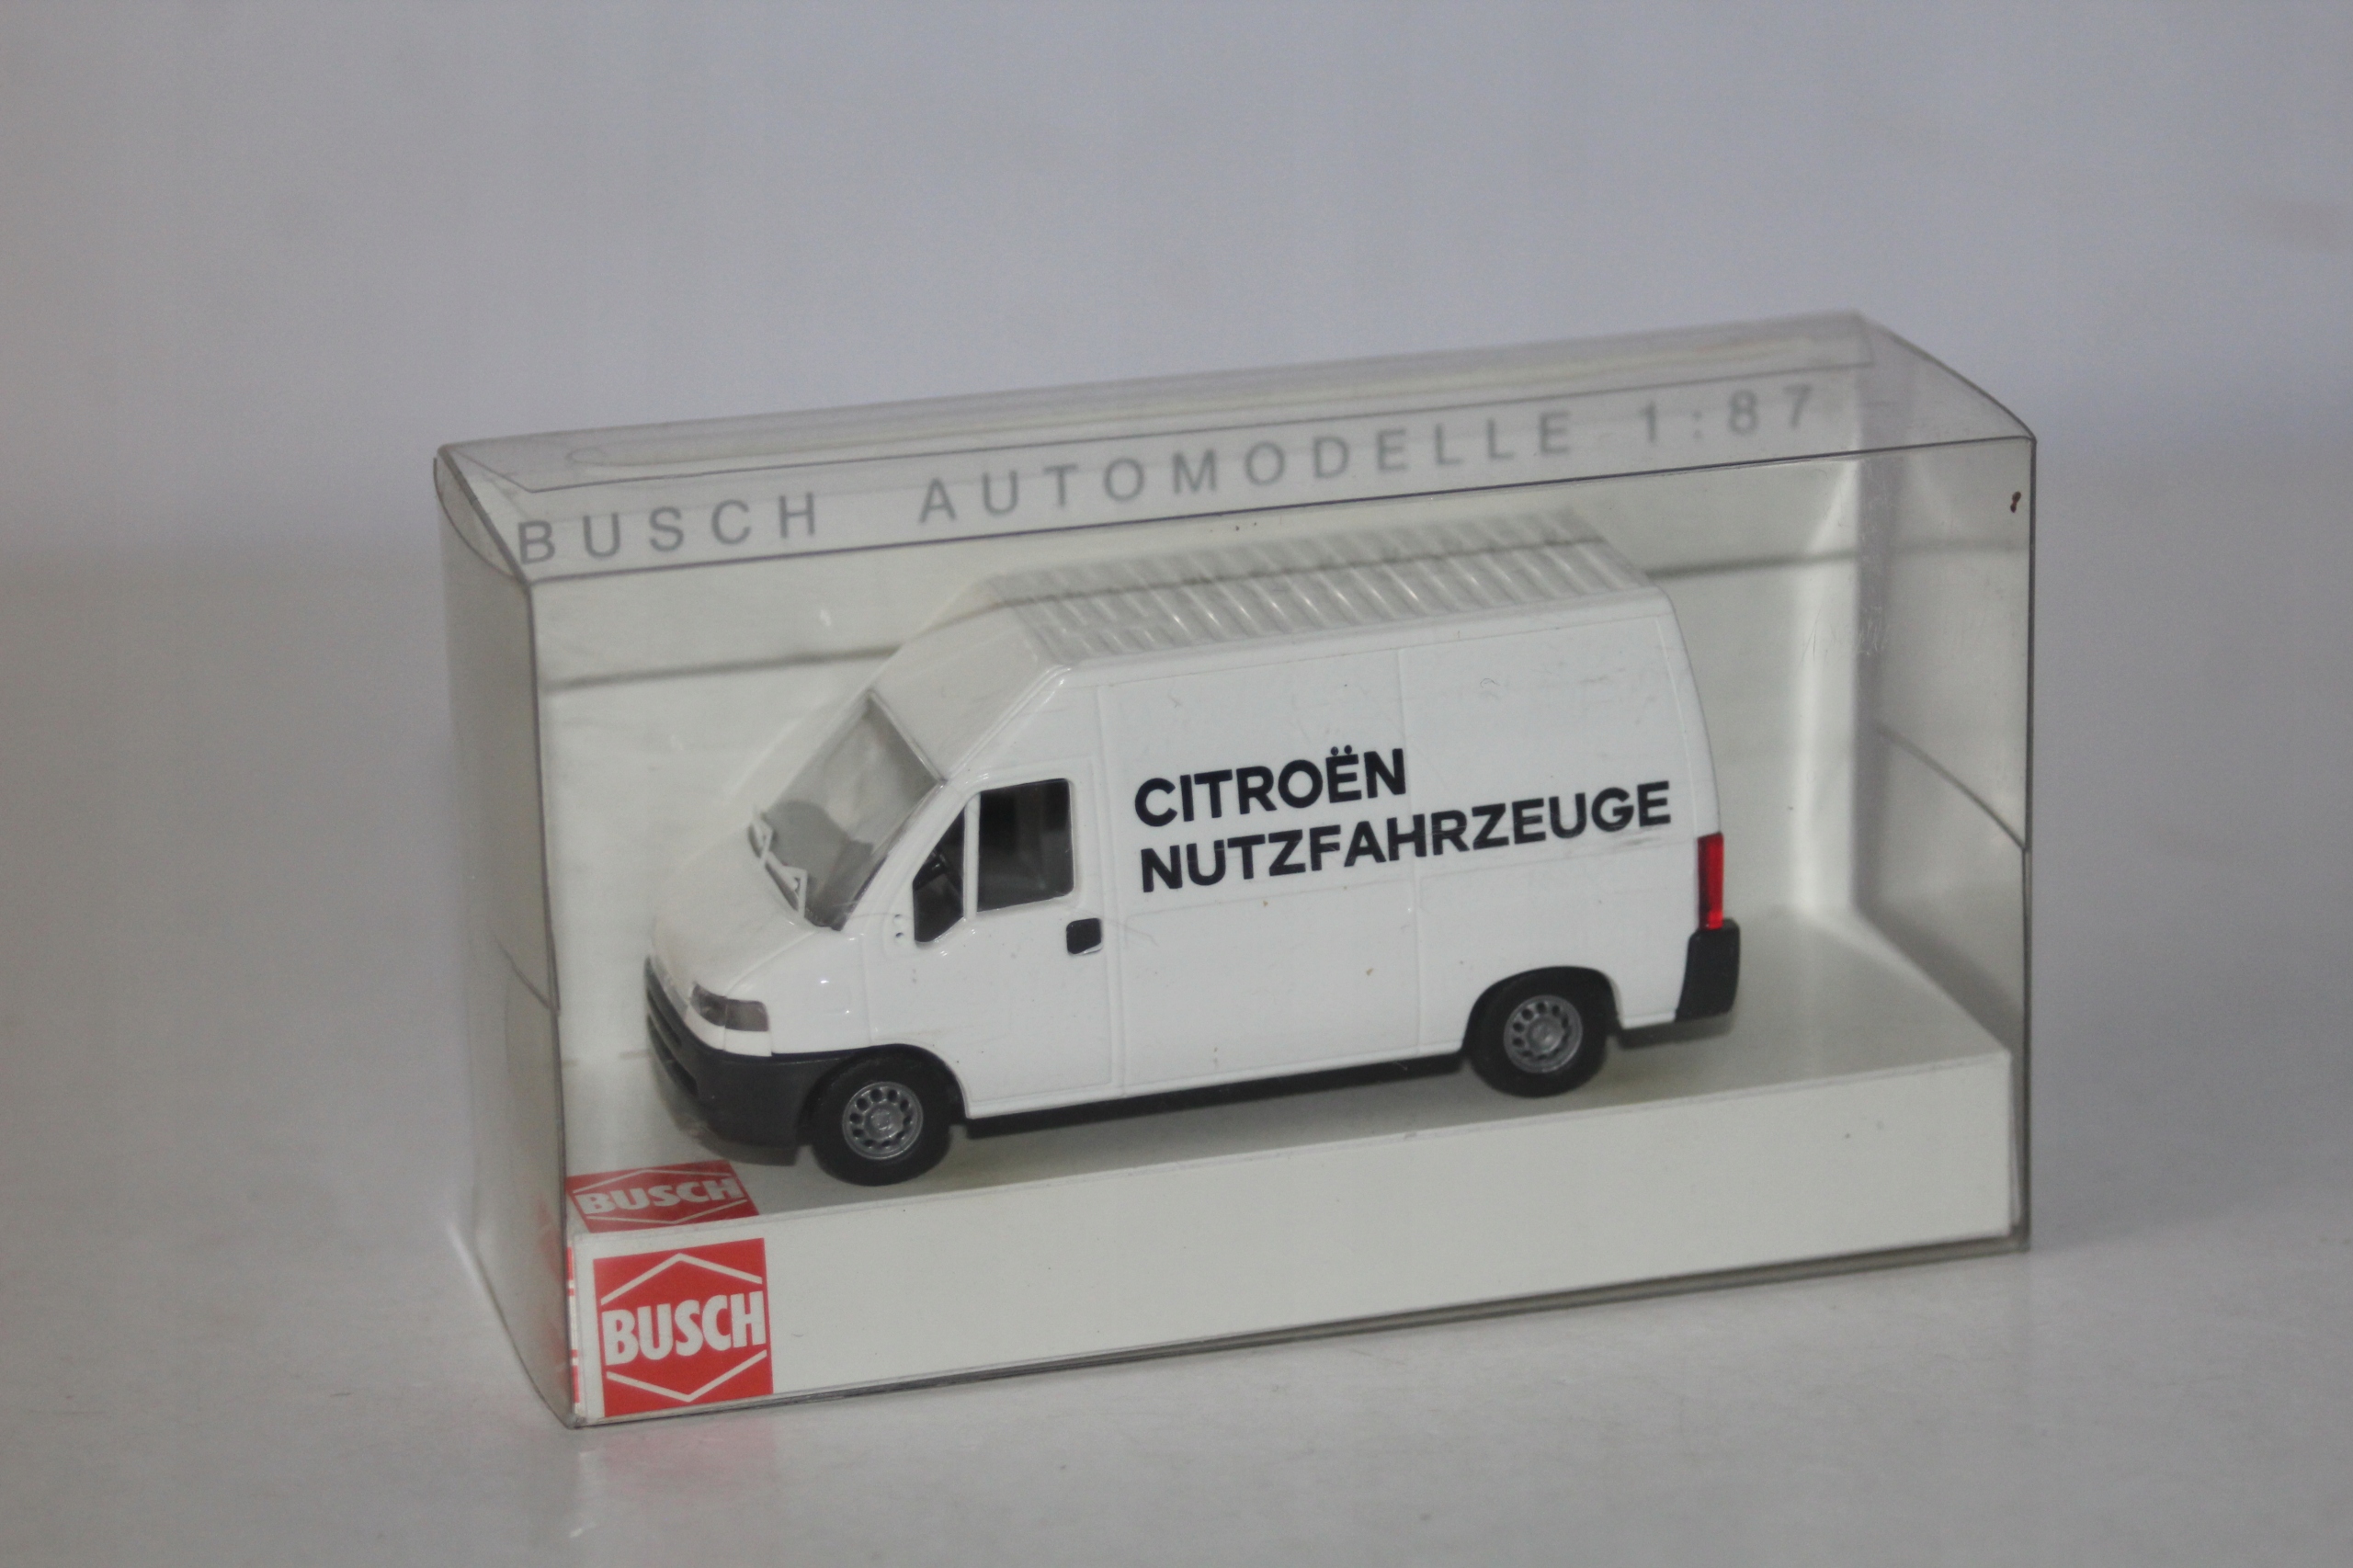 BUSCH AUTOMODELLE 1:87
CITROËN
NUTZFAHRZEUGE
BUSCH
BUSCH